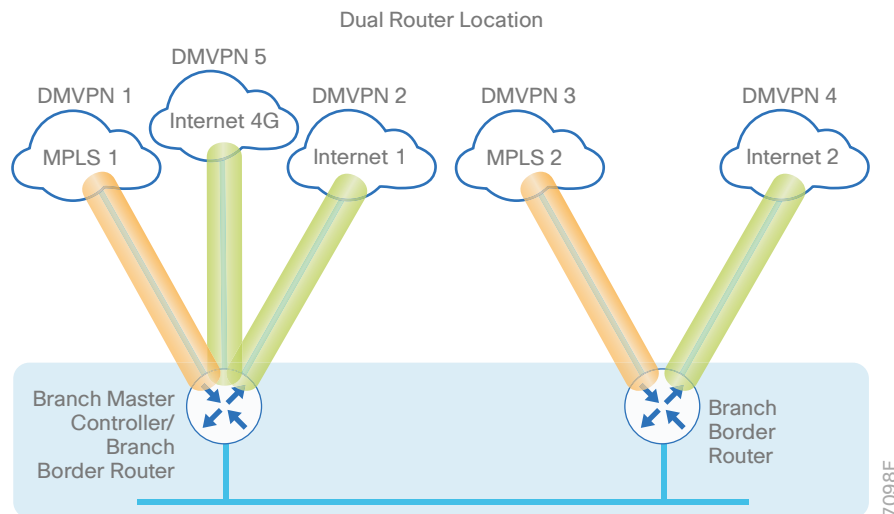 Dual Router Location
DMVPN 5
DMVPN 1
DMVPN 2
DMVPN 3
DMVPN 4
Internet 4G
MPLS 1
Internet 1
MPLS 2
Internet 2
Branch Master
Controller/
Branch
Border Router
Branch
Border
Router